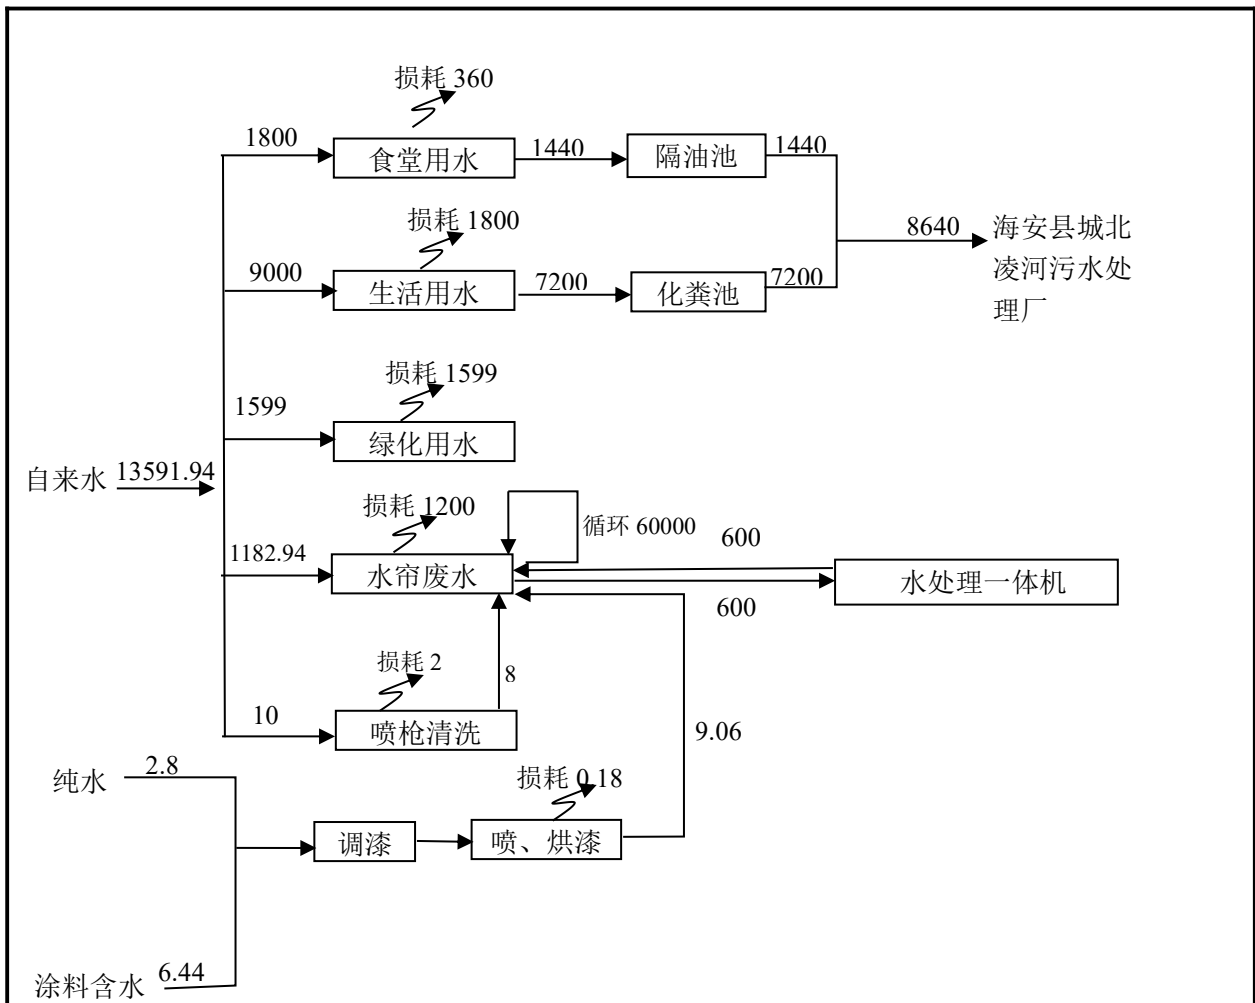 损耗 360
1800
食堂用水
1440
隔油池
1440
损耗 1800
9000
生活用水
7200
化粪池
7200
8640
海安县城北
凌河污水处
理厂
损耗 1599
1599
绿化用水
自来水
13591.94
损耗 1200
循环 60000
1182.94
水帘废水
600
600
水处理一体机
损耗 2
8
10
喷枪清洗
9.06
纯水
2.8
损耗 0.18
调漆
喷、烘漆
涂料含水
6.44